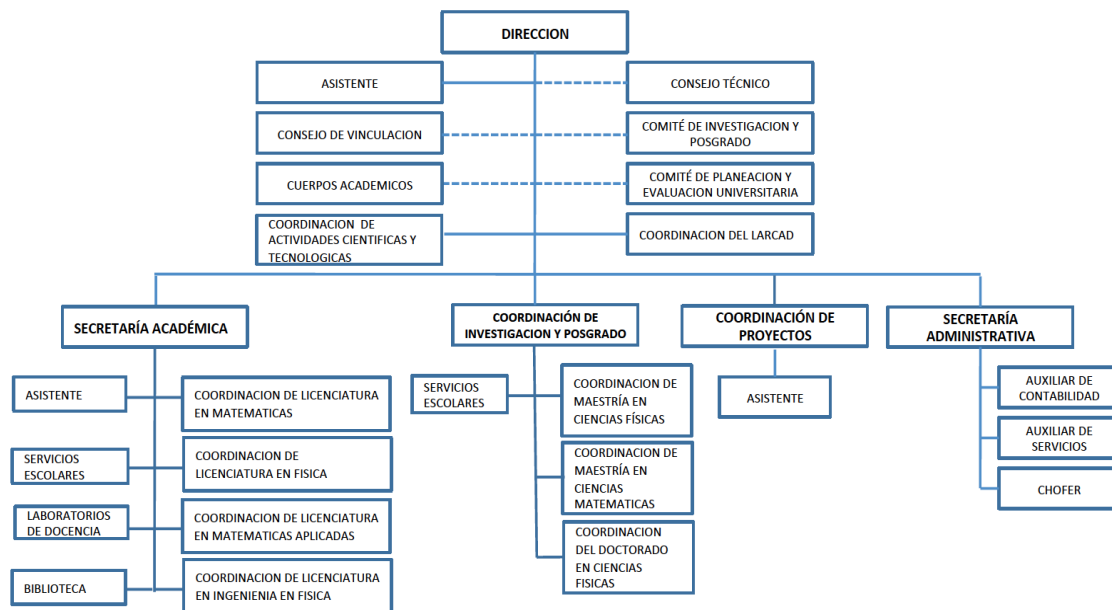 DIRECCION
ASISTENTE
CONSEJO TÉCNICO
CONSEJO DE VINCULACION
COMITÉ DE INVESTIGACION Y
POSGRADO
CUERPOS ACADEMICOS
COMITÉ DE PLANEACION Y
EVALUACION UNIVERSITARIA
COORDINACION DE
ACTIVIDADES CIENTIFICAS Y
TECNOLOGICAS
COORDINACION DEL LARCAD
SECRETARÍA ACADÉMICA
COORDINACIÓN DE
INVESTIGACION Y POSGRADO
COORDINACIÓN DE
PROYECTOS
SECRETARÍA
ADMINISTRATIVA
ASISTENTE
COORDINACION DE LICENCIATURA
EN MATEMATICAS
SERVICIOS
ESCOLARES
COORDINACION DE
LICENCIATURA EN FISICA
LABORATORIOS
DE DOCENCIA
COORDINACION DE LICENCIATURA
EN MATEMATICAS APLICADAS
BIBLIOTECA
COORDINACION DE LICENCIATURA
EN INGENIENIA EN FISICA
SERVICIOS
ESCOLARES
COORDINACION DE
MAESTRÍA EN
CIENCIAS FÍSICAS
COORDINACION DE
MAESTRÍA EN
CIENCIAS
MATEMATICAS
COORDINACION
DEL DOCTORADO
EN CIENCIAS
FISICAS
ASISTENTE
AUXILIAR DE
CONTABILIDAD
AUXILIAR DE
SERVICIOS
CHOFER